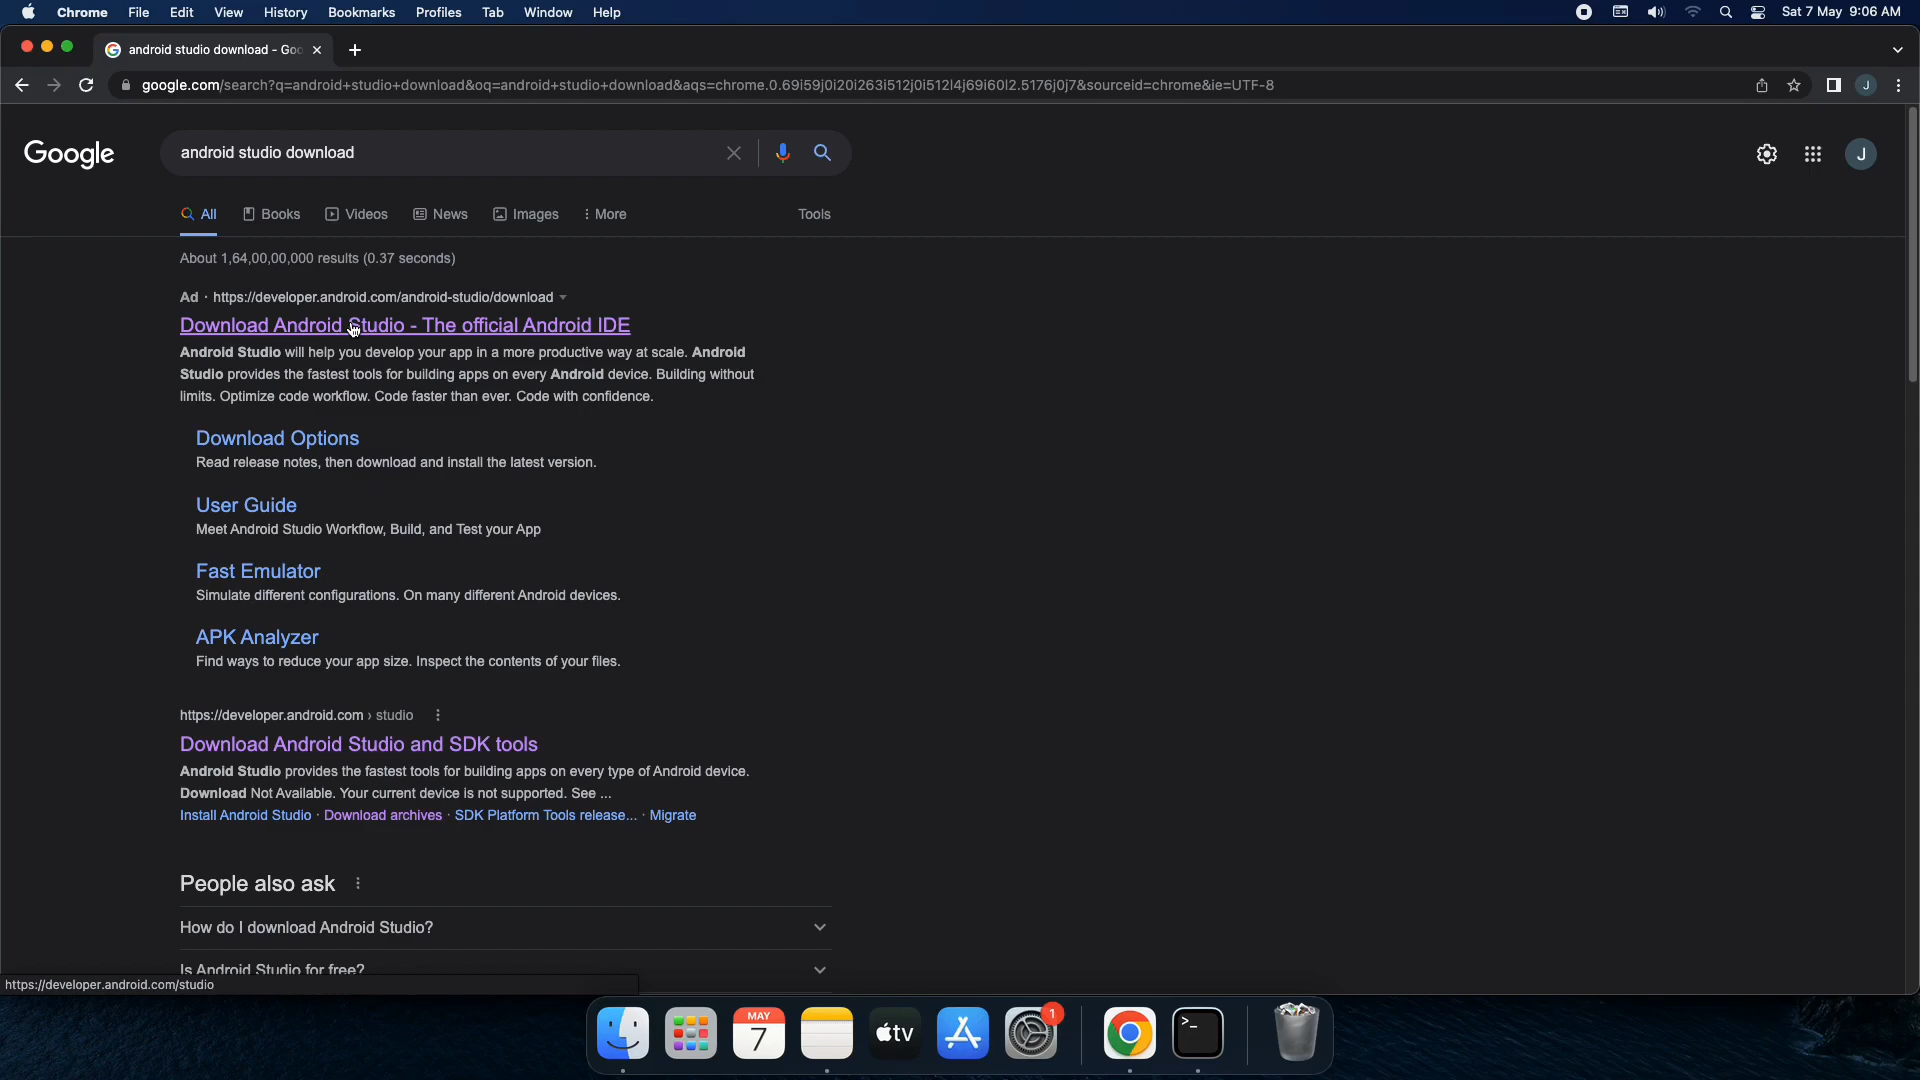 Chrome File Edit View History Bookmarks Profiles Tab Window Help Sat 7 May 9:06 AM
android studio download - Goo
google.com/search?q=android+studio+download&oq=android+studio+download&aqs=chrome.0.69i59j0i20i263i512j0i512l4j69i60l2.5176j0j7&sourceid=chrome&ie=UTF-8 J
Google android studio download J
All Books Videos News Images More Tools
About 1,64,00,00,000 results (0.37 seconds)
Ad · https://developer.android.com/android-studio/download
Download Android Studio - The official Android IDE
Android Studio will help you develop your app in a more productive way at scale. Android
Studio provides the fastest tools for building apps on every Android device. Building without
limits. Optimize code workflow. Code faster than ever. Code with confidence.
Download Options
Read release notes, then download and install the latest version.
User Guide
Meet Android Studio Workflow, Build, and Test your App
Fast Emulator
Simulate different configurations. On many different Android devices.
APK Analyzer
Find ways to reduce your app size. Inspect the contents of your files.
https://developer.android.com › studio
Download Android Studio and SDK tools
Android Studio provides the fastest tools for building apps on every type of Android device.
Download Not Available. Your current device is not supported. See ...
Install Android Studio · Download archives · SDK Platform Tools release... · Migrate
People also ask
How do I download Android Studio?
Is Android Studio for free?
https://developer.android.com/studio
MAY
7
tv
1
>_